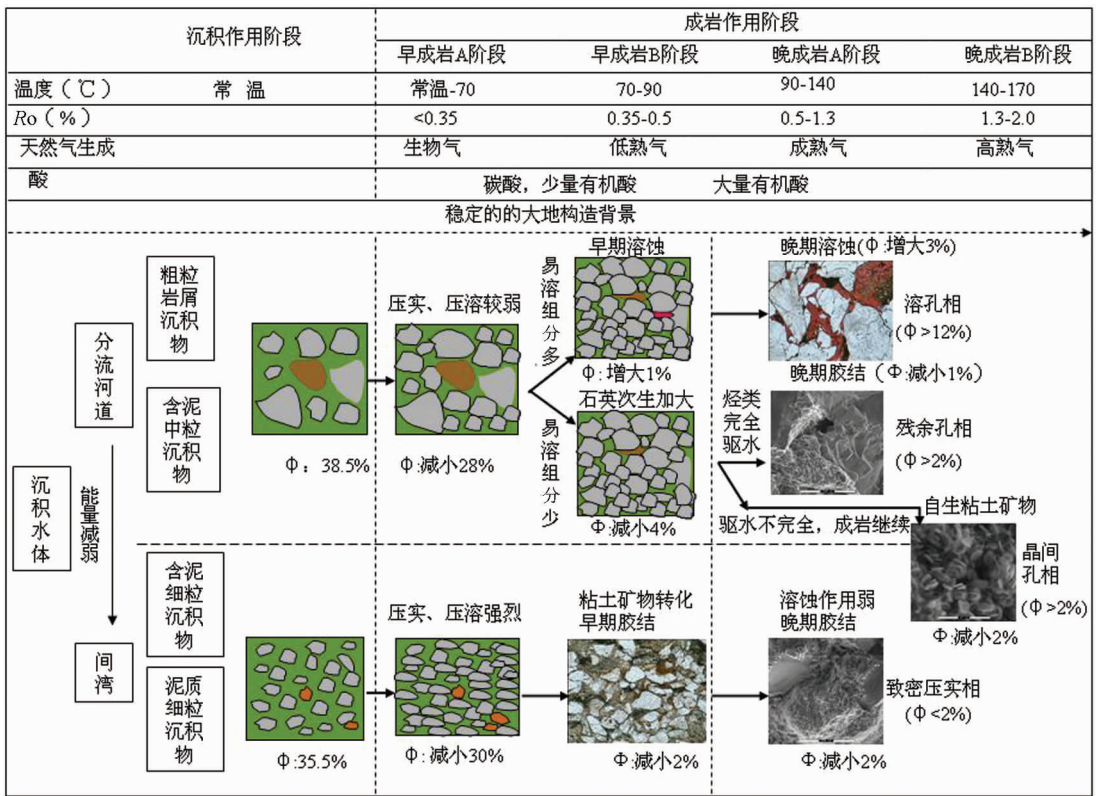 沉积作用阶段
成岩作用阶段
早成岩A阶段 早成岩B阶段 晚成岩A阶段 晚成岩B阶段
温度（℃） 常 温 常温-70 70-90 90-140 140-170
Ro（%） <0.35 0.35-0.5 0.5-1.3 1.3-2.0
天然气生成 生物气 低熟气 成熟气 高熟气
酸 碳酸，少量有机酸 大量有机酸
稳定的的大地构造背景
沉积水体
能量减弱
分流河道
间湾
粗粒岩屑沉积物
含泥中粒沉积物
Φ：38.5%
压实、压溶较弱
Φ:减小28%
易溶组分多
早期溶蚀
Φ:增大1%
易溶组分少
石英次生加大
Φ:减小4%
晚期溶蚀(Φ:增大3%)
溶孔相
(Φ>12%)
晚期胶结（Φ:减小1%）
烃类完全驱水
残余孔相
(Φ>2%)
驱水不完全，成岩继续
自生粘土矿物
晶间孔相
(Φ>2%)
Φ:减小2%
含泥细粒沉积物
泥质细粒沉积物
Φ:35.5%
压实、压溶强烈
Φ:减小30%
粘土矿物转化
早期胶结
Φ:减小2%
溶蚀作用弱
晚期胶结
致密压实相
(Φ<2%)
Φ:减小2%